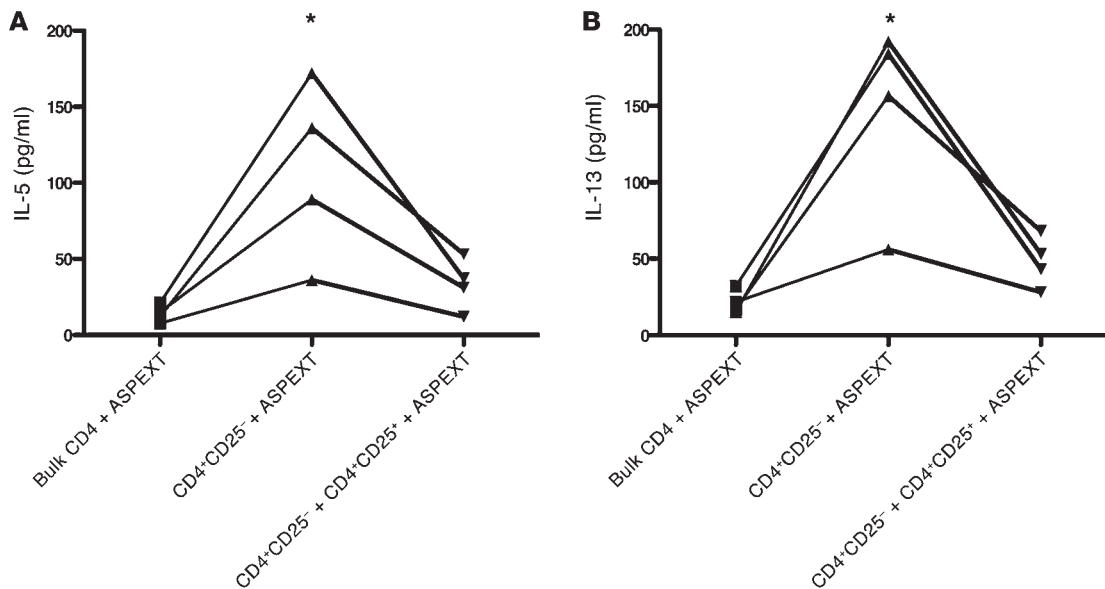 A
*
200
150
100
50
0
IL-5 (pg/ml)
Bulk CD4 + ASPEXT
CD4⁺CD25⁻ + ASPEXT
CD4⁺CD25⁻ + CD4⁺CD25⁺ + ASPEXT
B
*
200
150
100
50
0
IL-13 (pg/ml)
Bulk CD4 + ASPEXT
CD4⁺CD25⁻ + ASPEXT
CD4⁺CD25⁻ + CD4⁺CD25⁺ + ASPEXT